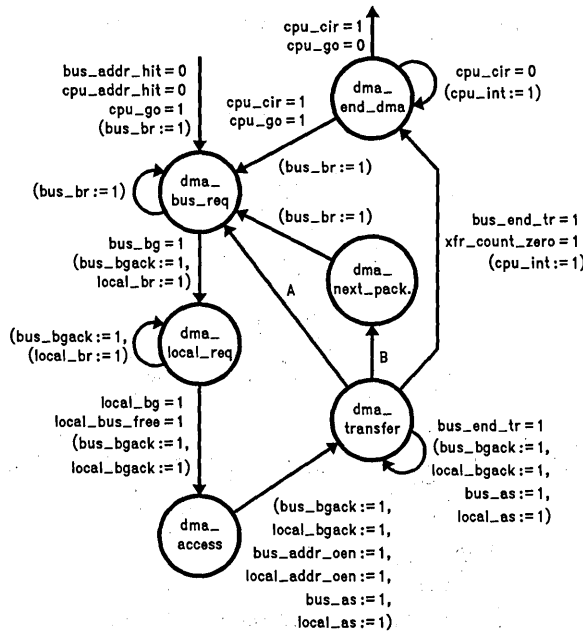 cpu_cir = 1
cpu_go = 0
bus_addr_hit = 0
cpu_addr_hit = 0
cpu_go = 1
(bus_br := 1)
dma_
end_dma
cpu_cir = 0
(cpu_int := 1)
cpu_cir = 1
cpu_go = 1
(bus_br := 1)
(bus_br := 1)
dma_
bus_req
(bus_br := 1)
bus_end_tr = 1
xfr_count_zero = 1
(cpu_int := 1)
bus_bg = 1
(bus_bgack := 1,
local_br := 1)
dma_
next_pack.
A
(bus_bgack := 1,
(local_br := 1)
dma_
local_req
B
local_bg = 1
local_bus_free = 1
(bus_bgack := 1,
local_bgack := 1)
dma_
transfer
bus_end_tr = 1
(bus_bgack := 1,
local_bgack := 1,
bus_as := 1,
local_as := 1)
dma_
access
(bus_bgack := 1,
local_bgack := 1,
bus_addr_oen := 1,
local_addr_oen := 1,
bus_as := 1,
local_as := 1)